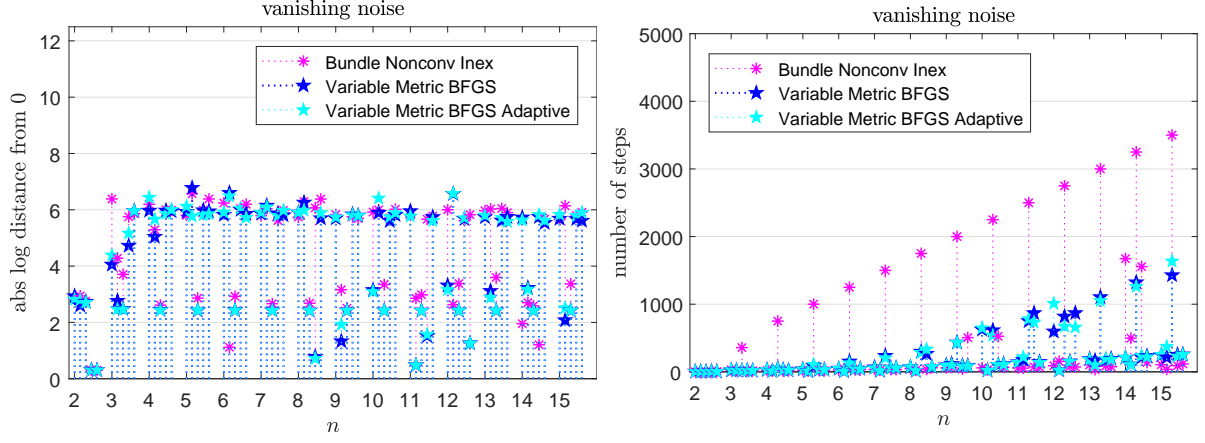 vanishing noise
12
10
8
6
4
2
0
abs log distance from 0
Bundle Nonconv Inex
Variable Metric BFGS
Variable Metric BFGS Adaptive
2 3 4 5 6 7 8 9 10 11 12 13 14 15
n
vanishing noise
5000
4000
3000
2000
1000
0
number of steps
Bundle Nonconv Inex
Variable Metric BFGS
Variable Metric BFGS Adaptive
2 3 4 5 6 7 8 9 10 11 12 13 14 15
n